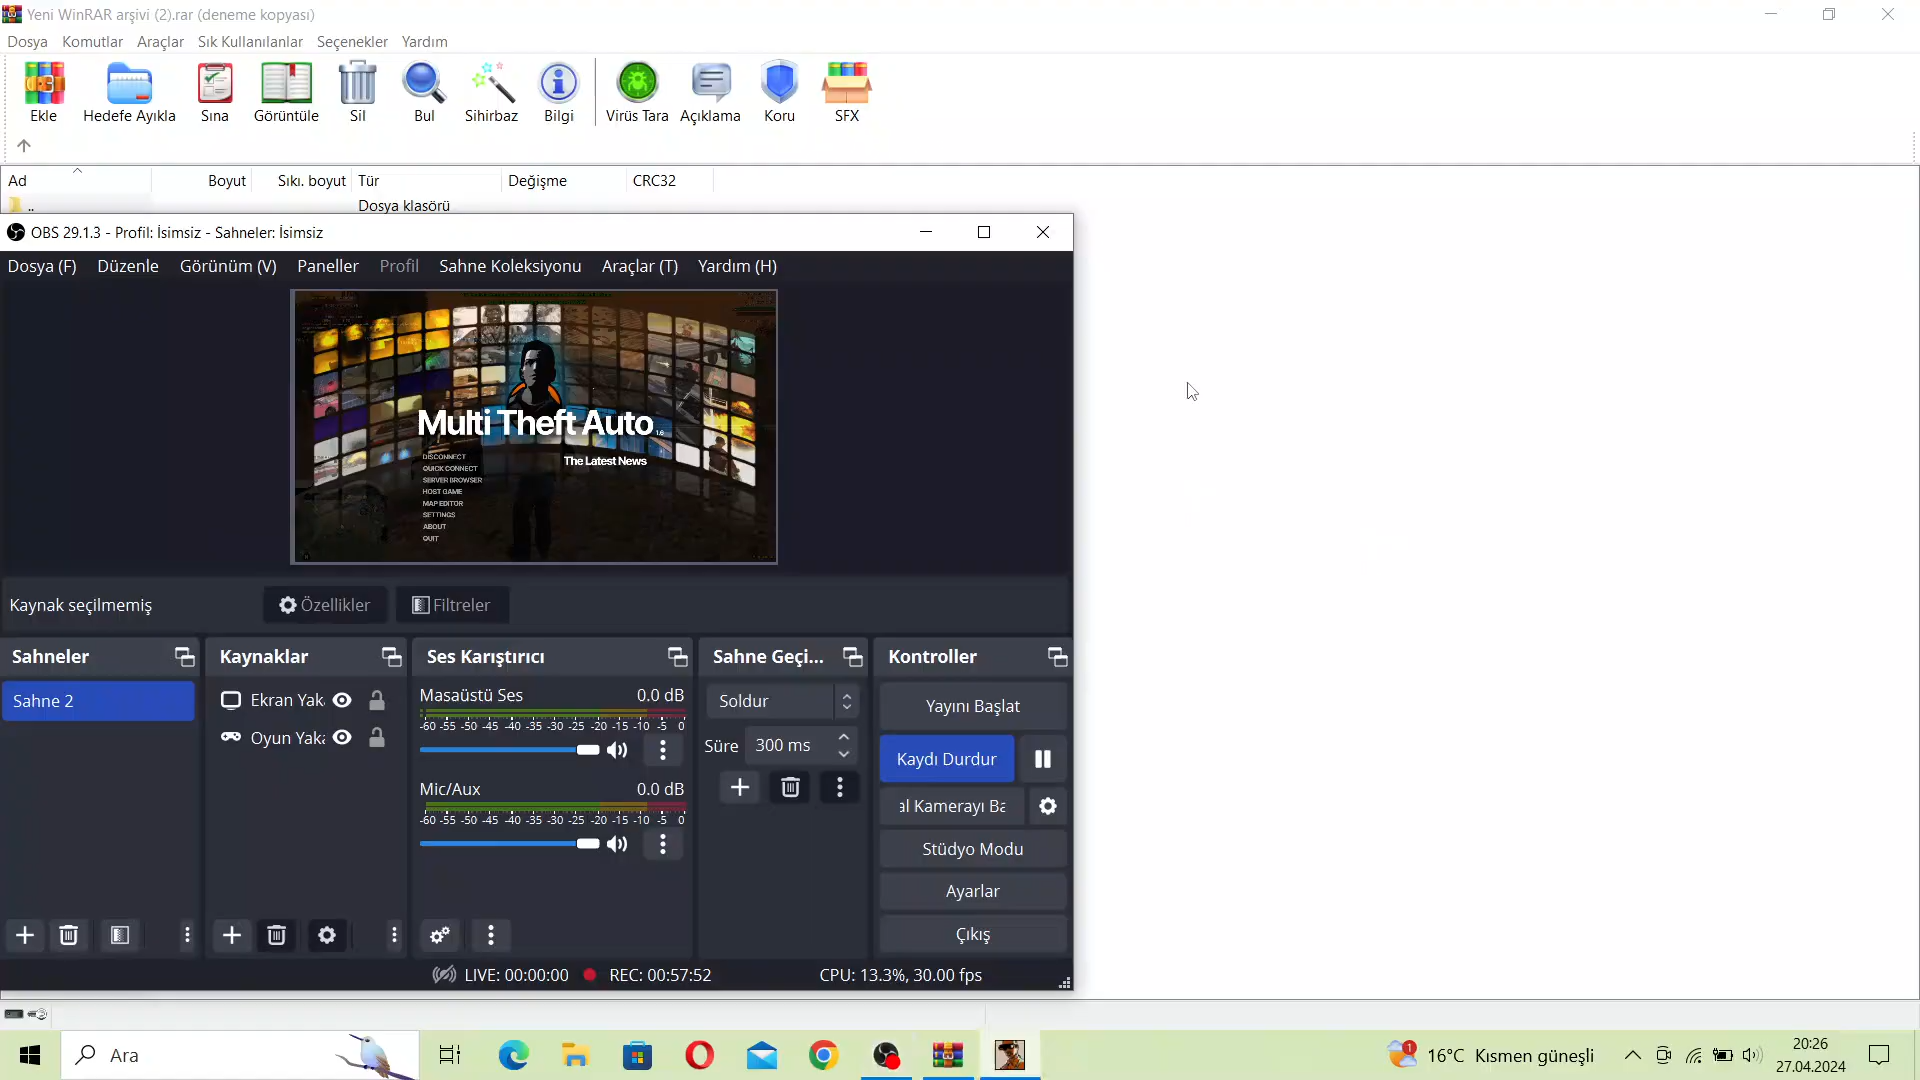 Yeni WinRAR arşivi (2).rar (deneme kopyası)
Dosya Komutlar Araçlar Sık Kullanılanlar Seçenekler Yardım
Ekle Hedefe Ayıkla Sına Görüntüle Sil Bul Sihirbaz Bilgi Virüs Tara Açıklama Koru SFX
Ad Boyut Sıkı. boyut Tür Değişme CRC32
.. Dosya klasörü
OBS 29.1.3 - Profil: İsimsiz - Sahneler: İsimsiz
Dosya (F) Düzenle Görünüm (V) Paneller Profil Sahne Koleksiyonu Araçlar (T) Yardım (H)
Multi Theft Auto 1.6
The Latest News
DISCONNECT
QUICK CONNECT
SERVER BROWSER
HOST GAME
MAP EDITOR
SETTINGS
ABOUT
QUIT
Kaynak seçilmemiş Özellikler Filtreler
Sahneler Kaynaklar Ses Karıştırıcı Sahne Geçi... Kontroller
Sahne 2
Ekran Yak
Oyun Yaka
Masaüstü Ses 0.0 dB
-60 -55 -50 -45 -40 -35 -30 -25 -20 -15 -10 -5 0
Mic/Aux 0.0 dB
-60 -55 -50 -45 -40 -35 -30 -25 -20 -15 -10 -5 0
Soldur
Süre 300 ms
Yayını Başlat
Kaydı Durdur
al Kamerayı Ba
Stüdyo Modu
Ayarlar
Çıkış
LIVE: 00:00:00 REC: 00:57:52 CPU: 13.3%, 30.00 fps
Ara
1
16°C Kısmen güneşli
20:26
27.04.2024